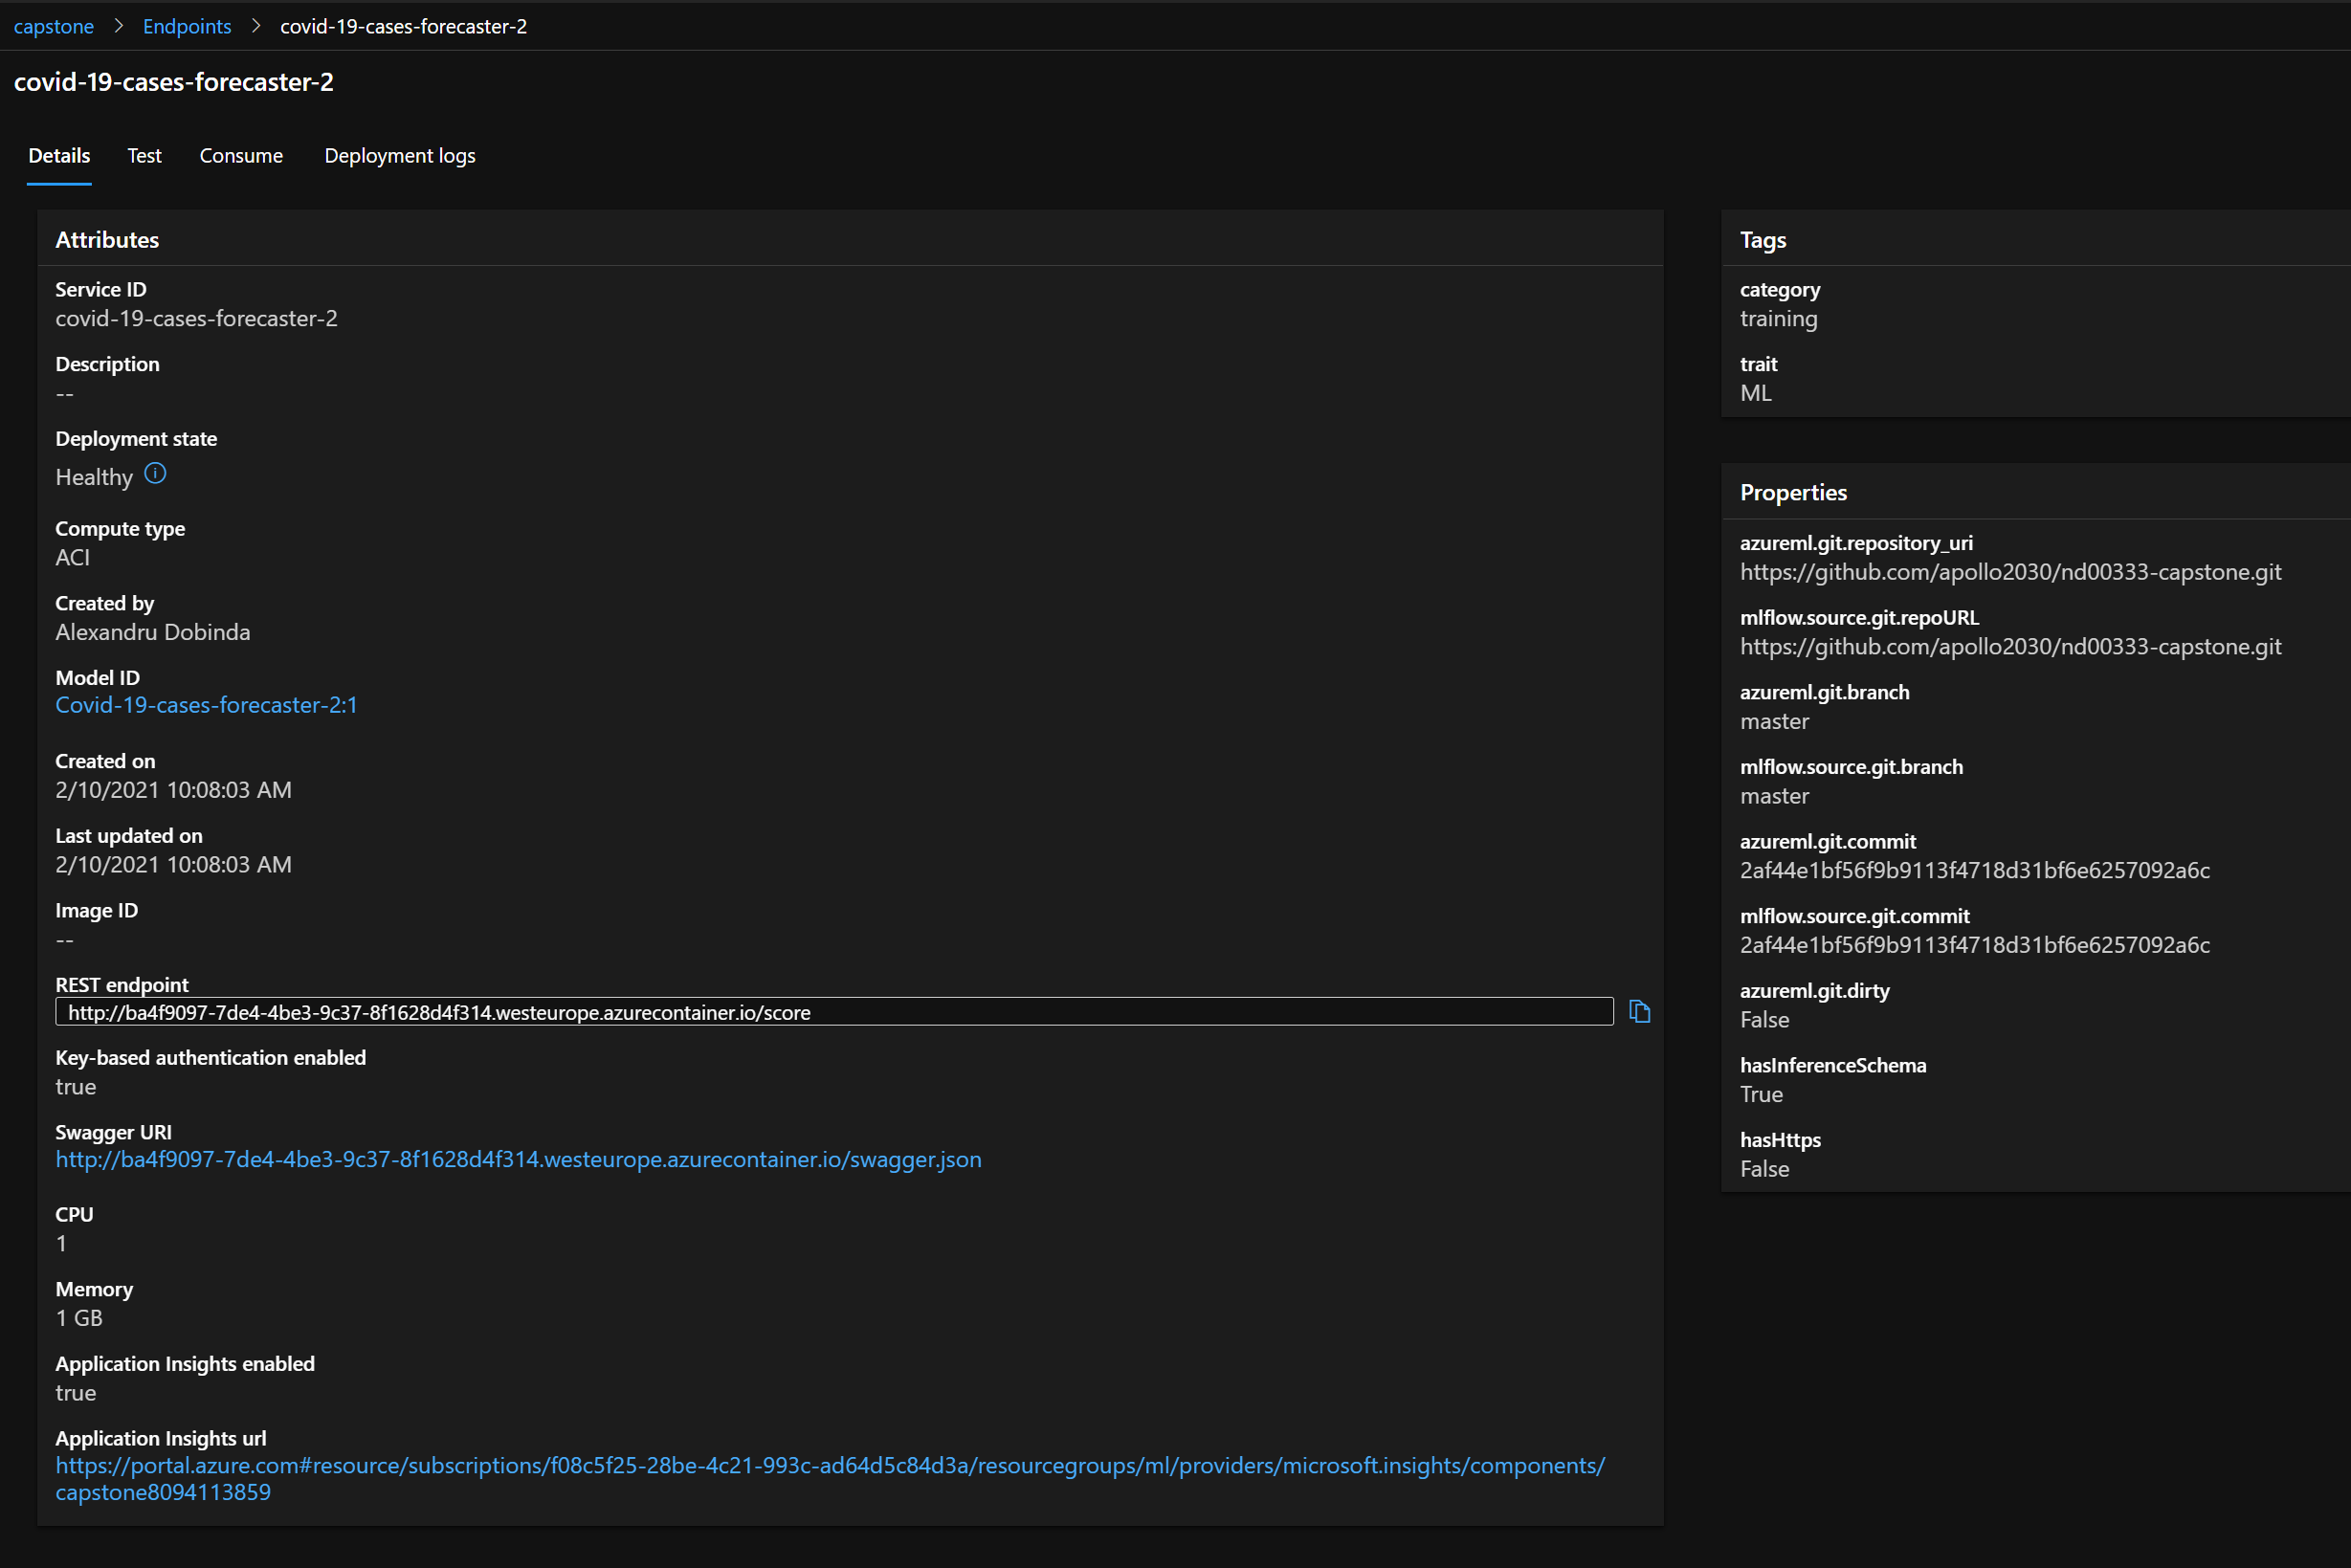 capstone > Endpoints > covid-19-cases-forecaster-2
covid-19-cases-forecaster-2
Details Test Consume Deployment logs
Attributes
Service ID
covid-19-cases-forecaster-2
Description
--
Deployment state
Healthy
Compute type
ACI
Created by
Alexandru Dobinda
Model ID
Covid-19-cases-forecaster-2:1
Created on
2/10/2021 10:08:03 AM
Last updated on
2/10/2021 10:08:03 AM
Image ID
--
REST endpoint
http://ba4f9097-7de4-4be3-9c37-8f1628d4f314.westeurope.azurecontainer.io/score
Key-based authentication enabled
true
Swagger URI
http://ba4f9097-7de4-4be3-9c37-8f1628d4f314.westeurope.azurecontainer.io/swagger.json
CPU
1
Memory
1 GB
Application Insights enabled
true
Application Insights url
https://portal.azure.com#resource/subscriptions/f08c5f25-28be-4c21-993c-ad64d5c84d3a/resourcegroups/ml/providers/microsoft.insights/components/
capstone8094113859
Tags
category
training
trait
ML
Properties
azureml.git.repository_uri
https://github.com/apollo2030/nd00333-capstone.git
mlflow.source.git.repoURL
https://github.com/apollo2030/nd00333-capstone.git
azureml.git.branch
master
mlflow.source.git.branch
master
azureml.git.commit
2af44e1bf56f9b9113f4718d31bf6e6257092a6c
mlflow.source.git.commit
2af44e1bf56f9b9113f4718d31bf6e6257092a6c
azureml.git.dirty
False
hasInferenceSchema
True
hasHttps
False